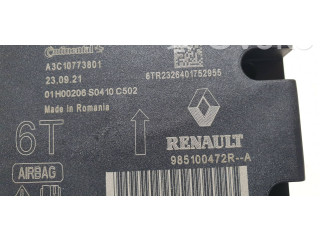 Continental
A3C10773801
23.09.21
6TR2326401752955
01H00206 S0410 C502
Made in Romania
6T
RENAULT
985100472R--A
AIRBAG